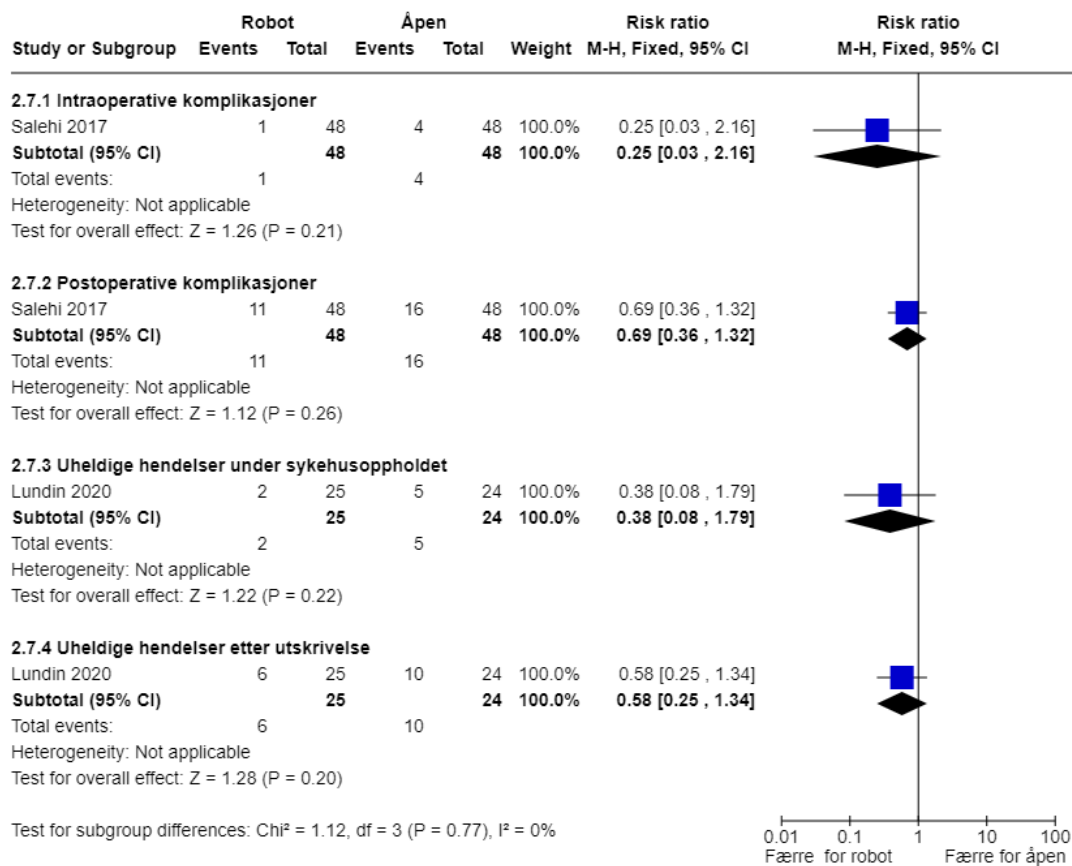 Robot Åpen Risk ratio Risk ratio
Study or Subgroup Events Total Events Total Weight M-H, Fixed, 95% CI M-H, Fixed, 95% CI
2.7.1 Intraoperative komplikasjoner
Salehi 2017 1 48 4 48 100.0% 0.25 [0.03 , 2.16]
Subtotal (95% CI) 48 48 100.0% 0.25 [0.03 , 2.16]
Total events: 1 4
Heterogeneity: Not applicable
Test for overall effect: Z = 1.26 (P = 0.21)
2.7.2 Postoperative komplikasjoner
Salehi 2017 11 48 16 48 100.0% 0.69 [0.36 , 1.32]
Subtotal (95% CI) 48 48 100.0% 0.69 [0.36 , 1.32]
Total events: 11 16
Heterogeneity: Not applicable
Test for overall effect: Z = 1.12 (P = 0.26)
2.7.3 Uheldige hendelser under sykehusoppholdet
Lundin 2020 2 25 5 24 100.0% 0.38 [0.08 , 1.79]
Subtotal (95% CI) 25 24 100.0% 0.38 [0.08 , 1.79]
Total events: 2 5
Heterogeneity: Not applicable
Test for overall effect: Z = 1.22 (P = 0.22)
2.7.4 Uheldige hendelser etter utskrivelse
Lundin 2020 6 25 10 24 100.0% 0.58 [0.25 , 1.34]
Subtotal (95% CI) 25 24 100.0% 0.58 [0.25 , 1.34]
Total events: 6 10
Heterogeneity: Not applicable
Test for overall effect: Z = 1.28 (P = 0.20)
Test for subgroup differences: Chi² = 1.12, df = 3 (P = 0.77), I² = 0%
0.01 0.1 1 10 100
Færre for robot Færre for åpen